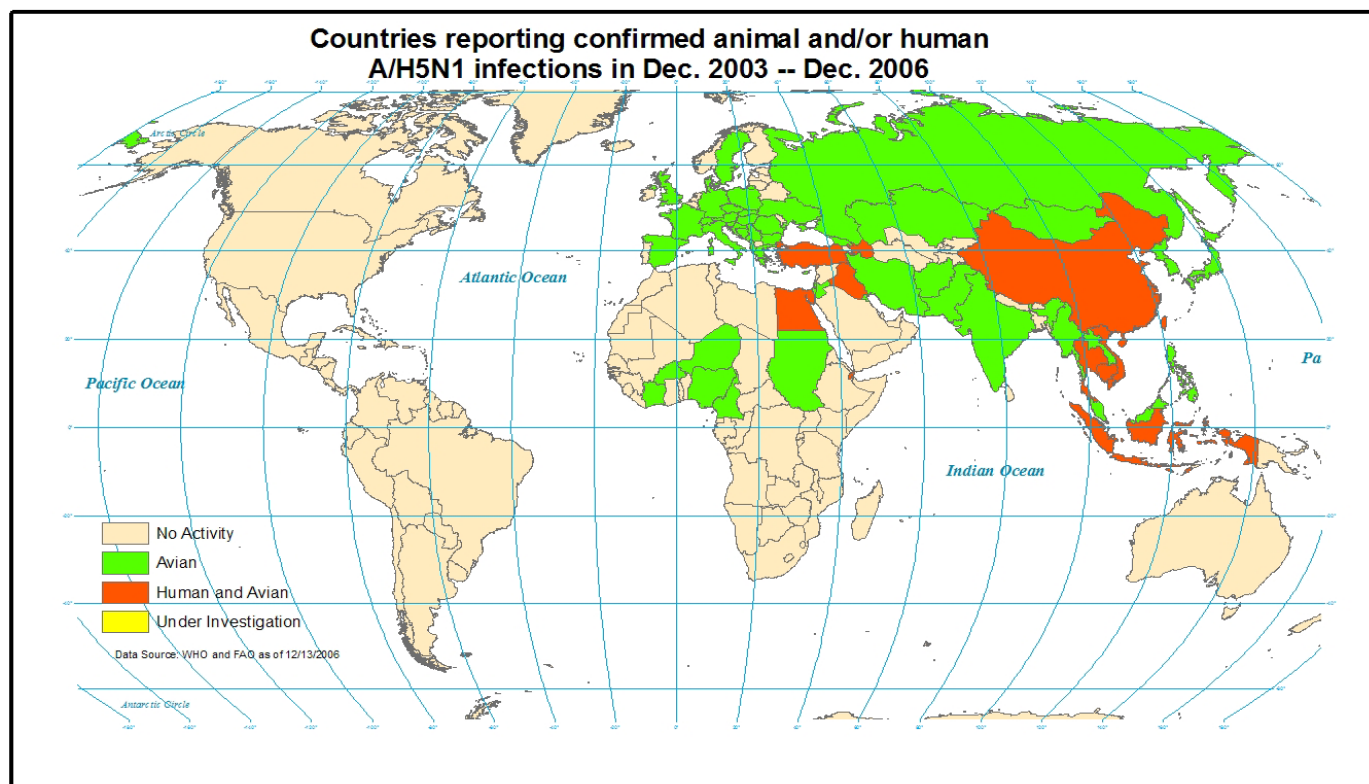 Countries reporting confirmed animal and/or human
A/H5N1 infections in Dec. 2003 -- Dec. 2006
Arctic Circle
Atlantic Ocean
Pacific Ocean
Pa
Indian Ocean
No Activity
Avian
Human and Avian
Under Investigation
Data Source: WHO and FAO as of 12/13/2006
Antarctic Circle